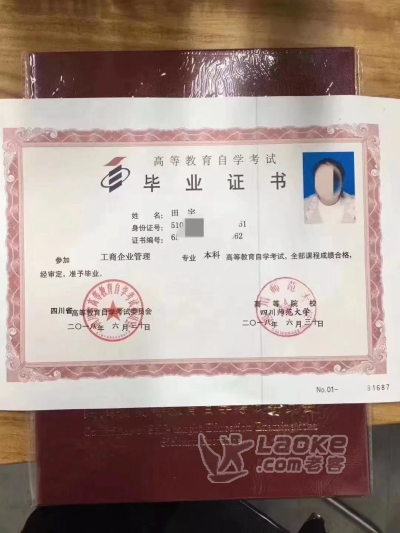 高等教育自学考试
毕业证书
姓名: 田宇
身份证号: 510 61
证书编号: 6 62
参加 工商企业管理 专业 本科 高等教育自学考试, 全部课程成绩合格,
经审定, 准予毕业。
四川省高等教育自学考试委员会
高等院校
四川师范大学
二〇一八年 六月三十日
二〇一八年 六月三十日
No.01- 91687
LAOKE
.com老客